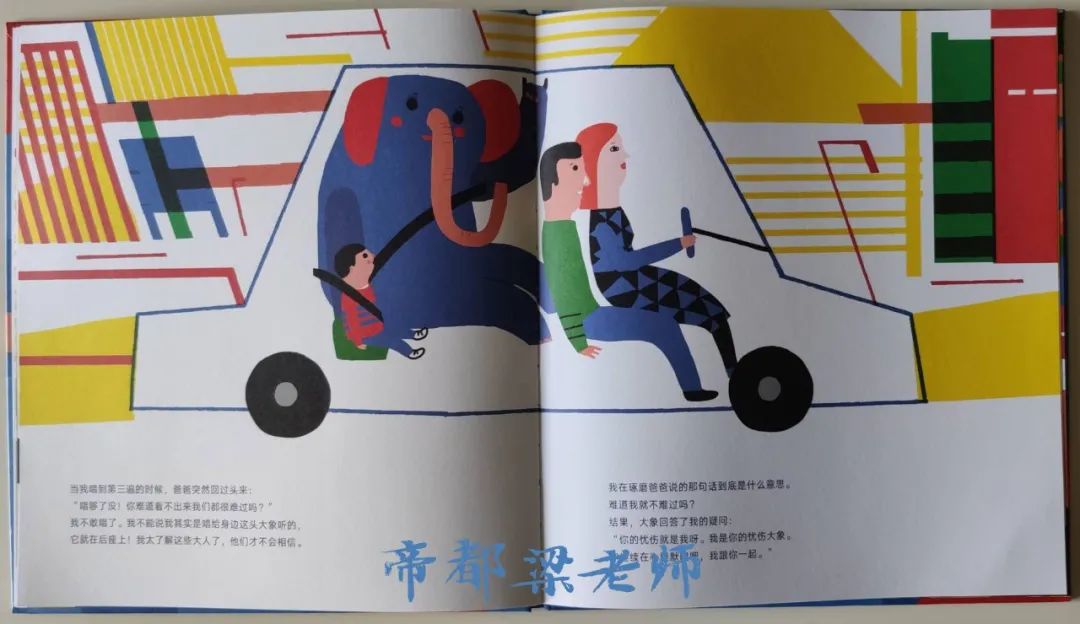 当我唱到第三遍的时候，爸爸突然回过头来：
“唱够了没！你难道看不出来我们都很难过吗？”
我不敢唱了。我不能说我其实是唱给身边这头大象听的，
它就在后座上！我太了解这些大人了，他们才不会相信。
我在琢磨爸爸说的那句话到底是什么意思。
难道我就不难过吗？
结果，大象回答了我的疑问：
“你的忧伤就是我呀。我是你的忧伤大象。
续在心默唱吧，我跟你一起。”
帝都梁老师